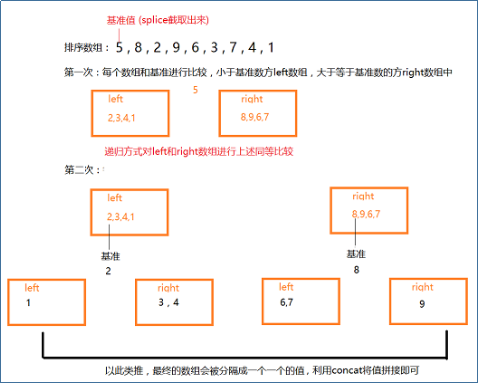 基准值 (splice截取出来)
排序数组： 5 , 8 , 2 , 9 , 6 , 3 , 7 , 4 , 1
第一次：每个数组和基准进行比较，小于基准数方left数组，大于等于基准数的方right数组中
5
left
2,3,4,1
right
8,9,6,7
递归方式对left和right数组进行上述同等比较
第二次：
left
2,3,4,1
right
8,9,6,7
基准
2
基准
8
left
1
right
3 , 4
left
6,7
right
9
以此类推，最终的数组会被分隔成一个一个的值，利用concat将值拼接即可